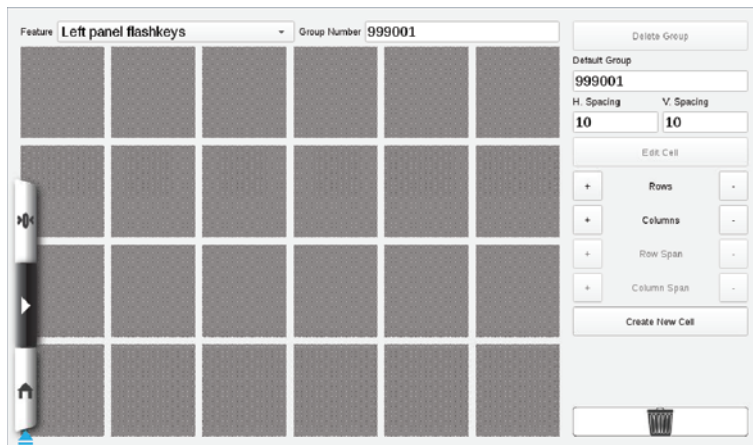 Feature Left panel flashkeys Group Number 999001
Delete Group
Default Group
999001
H. Spacing V. Spacing
10 10
Edit Cell
+ Rows -
+ Columns -
+ Row Span -
+ Column Span -
Create New Cell
>0<